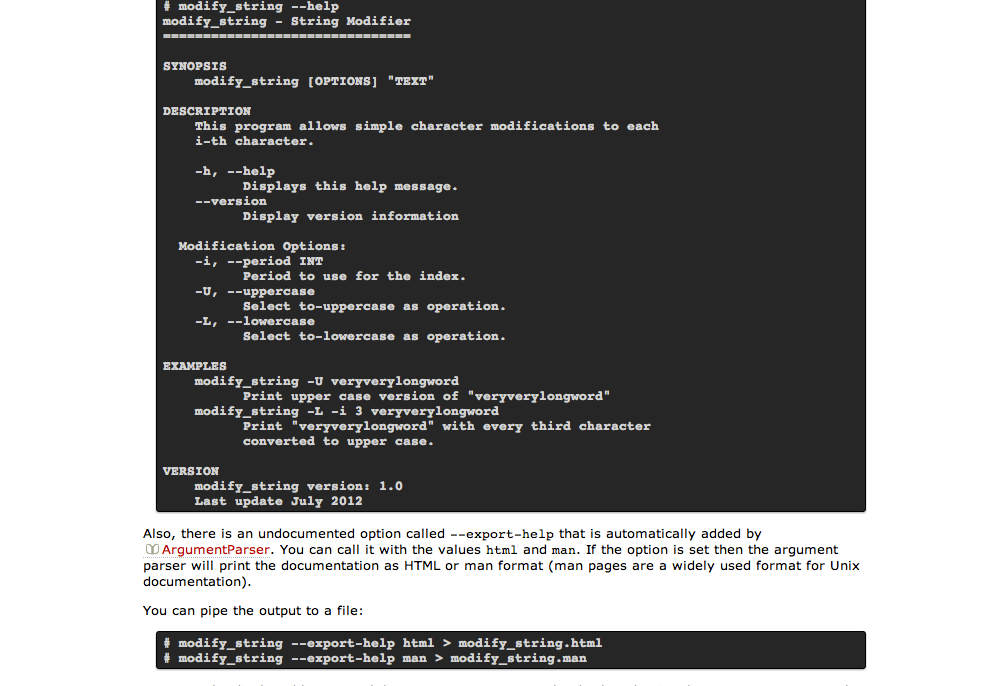 # modify_string --help
modify_string - String Modifier
===============================
SYNOPSIS
modify_string [OPTIONS] "TEXT"
DESCRIPTION
This program allows simple character modifications to each
i-th character.
-h, --help
Displays this help message.
--version
Display version information
Modification Options:
-i, --period INT
Period to use for the index.
-U, --uppercase
Select to-uppercase as operation.
-L, --lowercase
Select to-lowercase as operation.
EXAMPLES
modify_string -U veryverylongword
Print upper case version of "veryverylongword"
modify_string -L -i 3 veryverylongword
Print "veryverylongword" with every third character
converted to upper case.
VERSION
modify_string version: 1.0
Last update July 2012
Also, there is an undocumented option called --export-help that is automatically added by
ArgumentParser. You can call it with the values html and man. If the option is set then the argument
parser will print the documentation as HTML or man format (man pages are a widely used format for Unix
documentation).
You can pipe the output to a file:
# modify_string --export-help html > modify_string.html
# modify_string --export-help man > modify_string.man